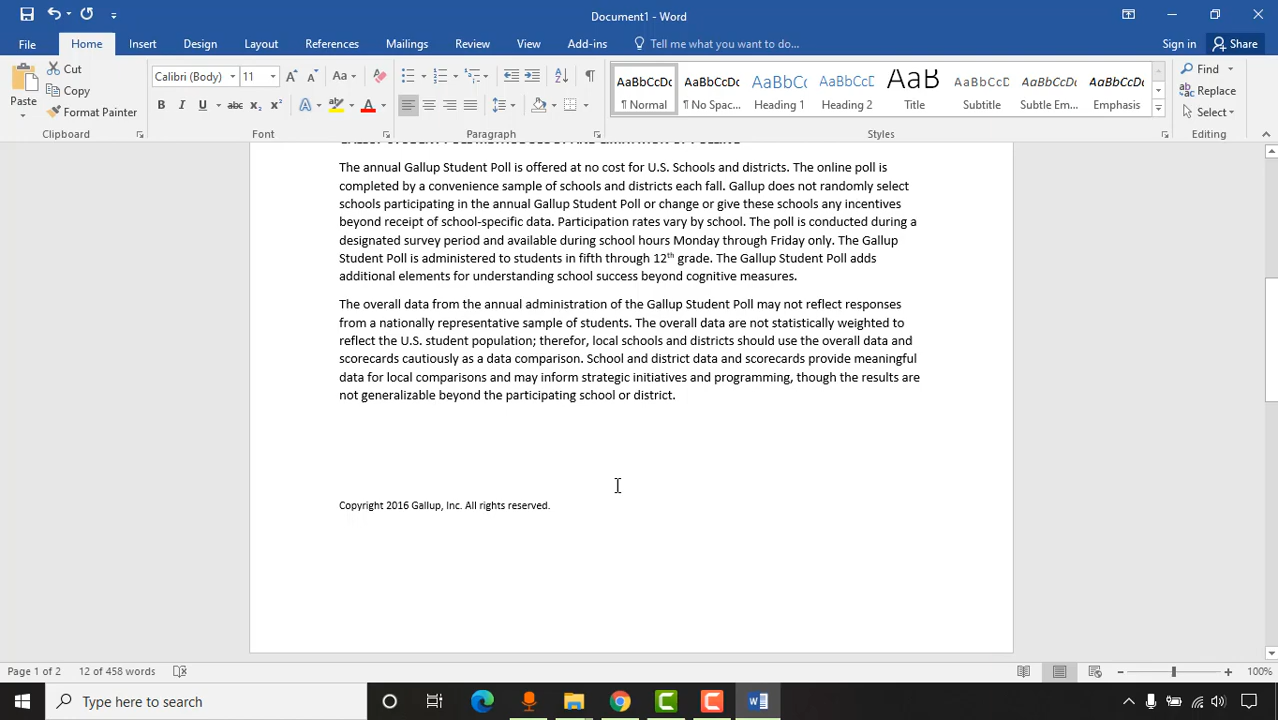 Document1 - Word
File Home Insert Design Layout References Mailings Review View Add-ins Tell me what you want to do... Sign in Share
Paste Cut Copy Format Painter Clipboard
Calibri (Body) 11 Aa
B I U abc X₂ X² A A Font
Paragraph
AaBbCcDc ¶ Normal
AaBbCcDc ¶ No Spac...
AaBbCc Heading 1
AaBbCcD Heading 2
AaB Title
AaBbCcD Subtitle
AaBbCcDc Subtle Em...
AaBbCcDc Emphasis
Styles
Find Replace Select Editing
The annual Gallup Student Poll is offered at no cost for U.S. Schools and districts. The online poll is
completed by a convenience sample of schools and districts each fall. Gallup does not randomly select
schools participating in the annual Gallup Student Poll or change or give these schools any incentives
beyond receipt of school-specific data. Participation rates vary by school. The poll is conducted during a
designated survey period and available during school hours Monday through Friday only. The Gallup
Student Poll is administered to students in fifth through 12th grade. The Gallup Student Poll adds
additional elements for understanding school success beyond cognitive measures.
The overall data from the annual administration of the Gallup Student Poll may not reflect responses
from a nationally representative sample of students. The overall data are not statistically weighted to
reflect the U.S. student population; therefor, local schools and districts should use the overall data and
scorecards cautiously as a data comparison. School and district data and scorecards provide meaningful
data for local comparisons and may inform strategic initiatives and programming, though the results are
not generalizable beyond the participating school or district.
Copyright 2016 Gallup, Inc. All rights reserved.
Page 1 of 2 12 of 458 words 100%
Type here to search